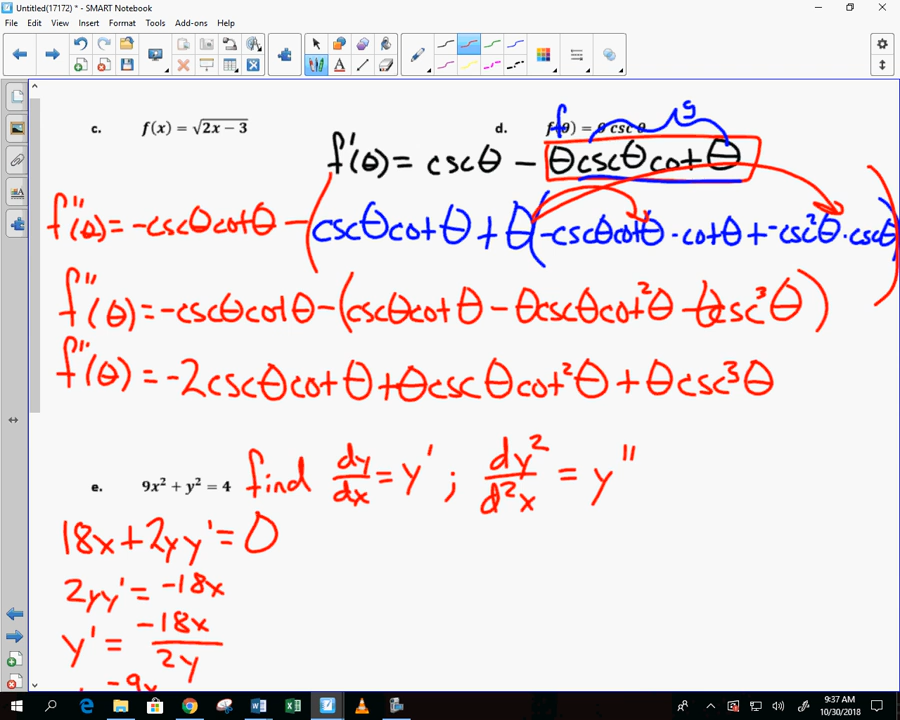 Untitled(17172) * - SMART Notebook
File Edit View Insert Format Tools Add-ons Help
c. f(x) = √2x − 3
d. f(θ) = θ csc θ
f g
f'(θ) = cscθ − θcscθcotθ
f''(θ) = -cscθcotθ − (cscθcotθ + θ(-cscθcotθ · cotθ + -csc²θ · cscθ)
f''(θ) = -cscθcotθ − (cscθcotθ − θcscθcot²θ − θcsc³θ)
f''(θ) = -2cscθcotθ + θcscθcot²θ + θcsc³θ
e. 9x² + y² = 4 find dy/dx = y' ; dy²/d²x = y''
18x + 2yy' = 0
2yy' = -18x
y' = -18x/2y
-9x
9:37 AM
10/30/2018